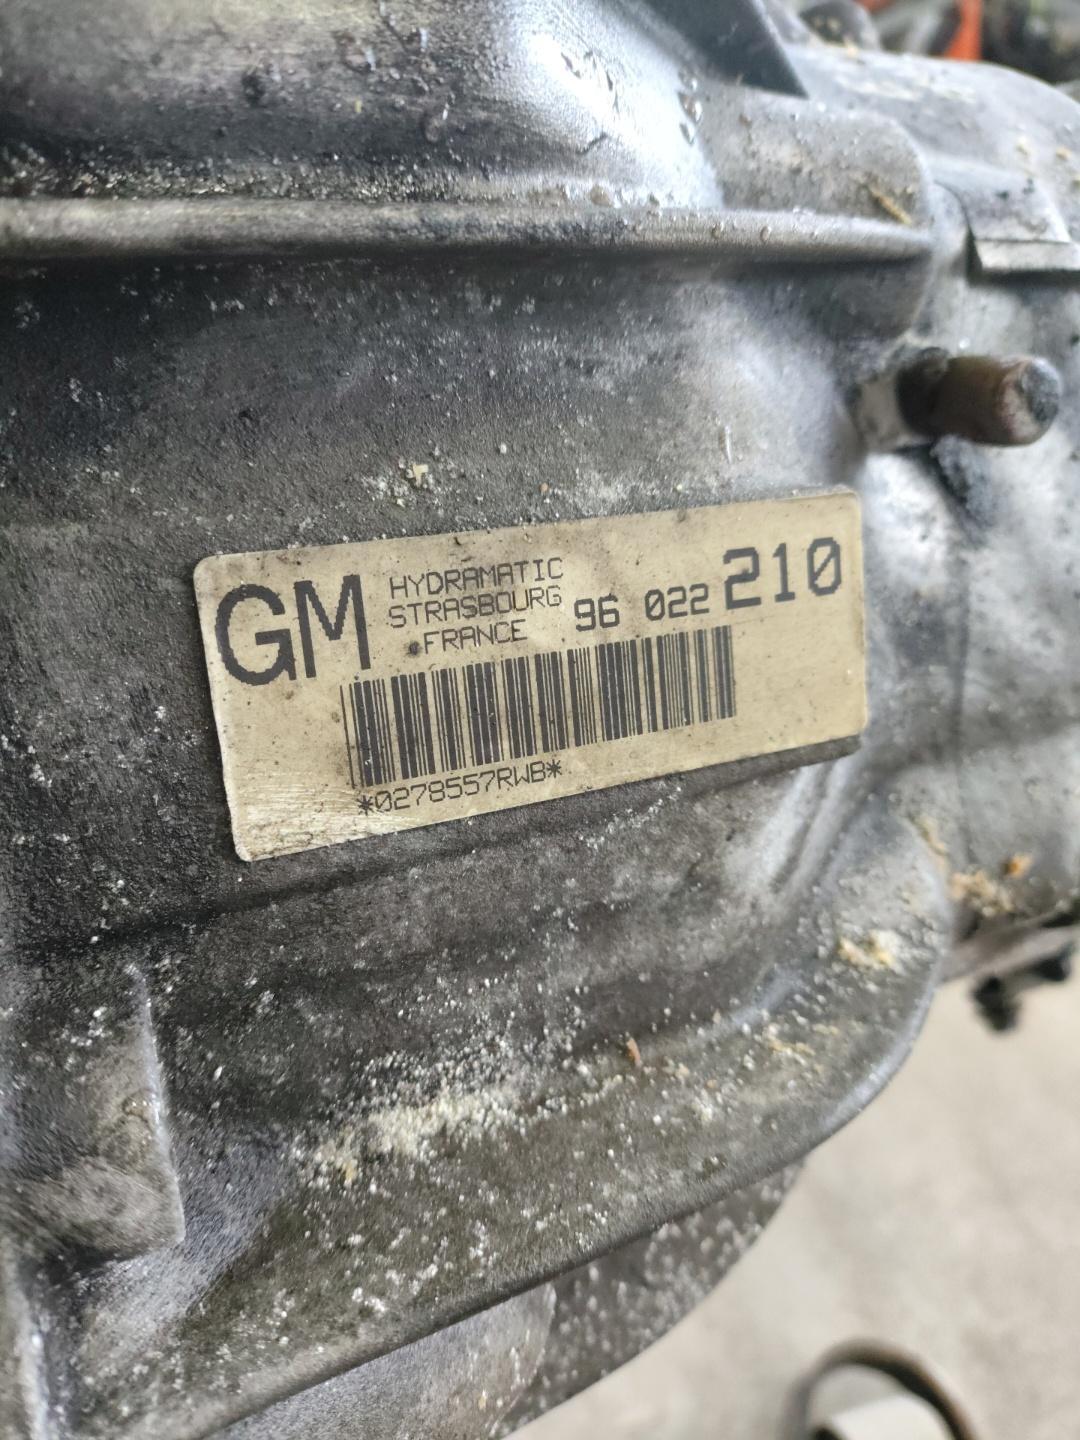 GM
HYDRAMATIC
STRASBOURG
FRANCE
96 022 210
*0278557RWB*